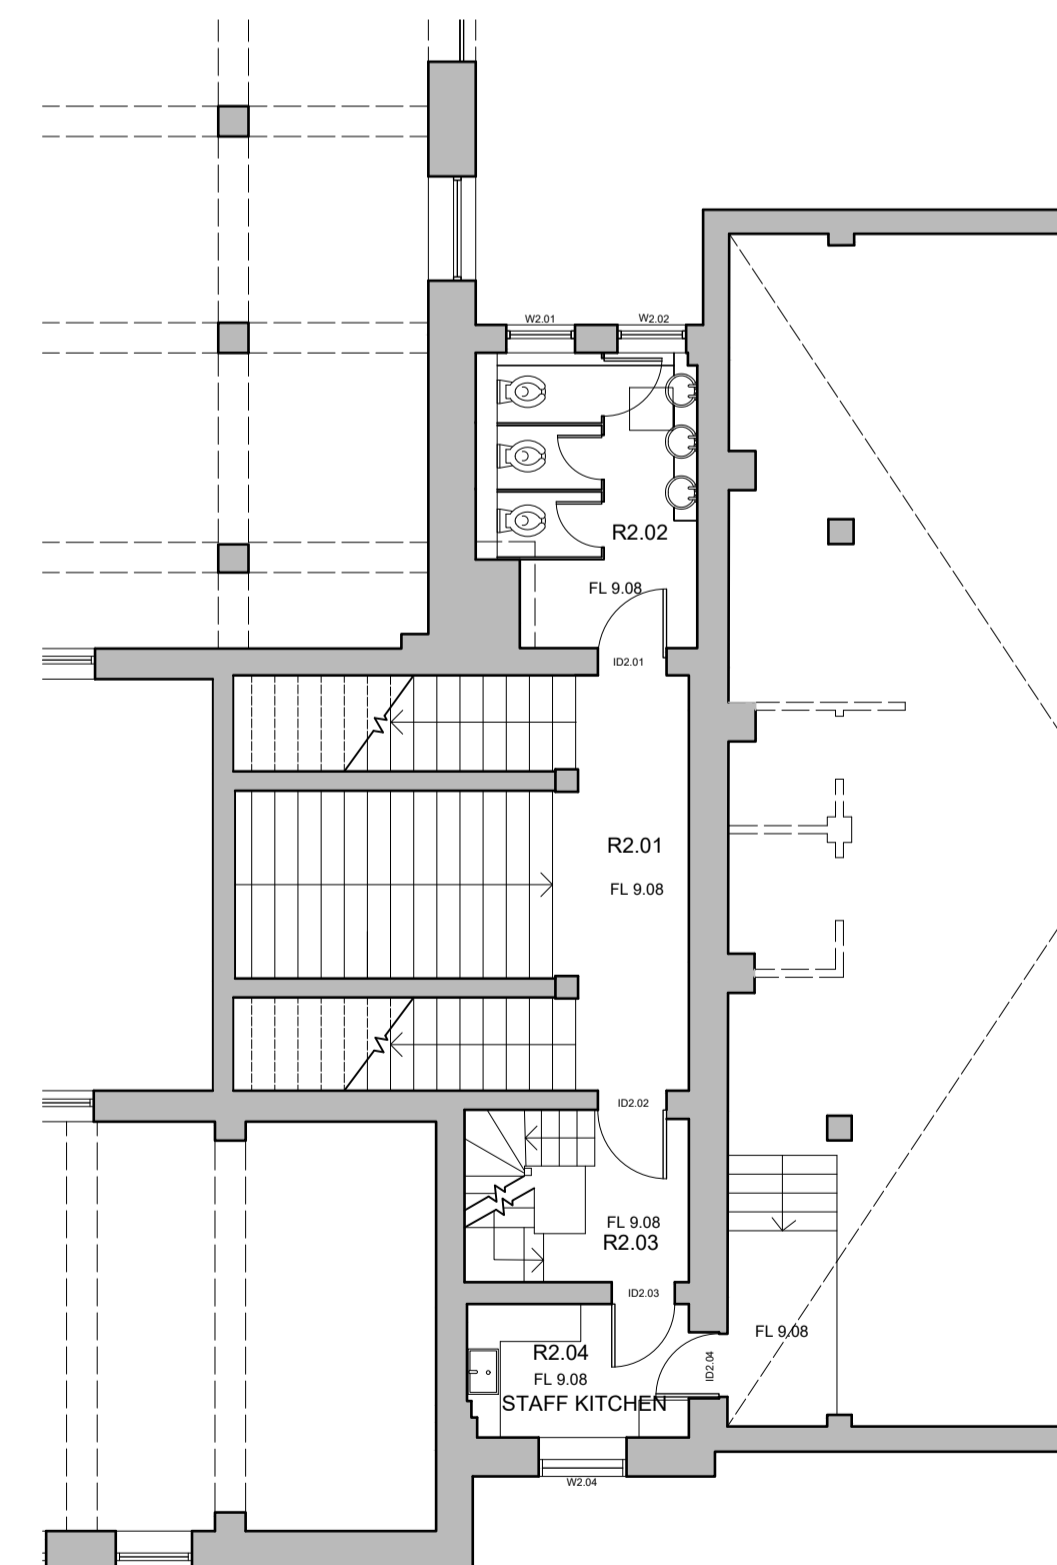 W2.01
W2.02
R2.02
FL 9.08
ID2.01
R2.01
FL 9.08
ID2.02
FL 9.08
R2.03
ID2.03
FL 9.08
R2.04
ID2.04
FL 9.08
STAFF KITCHEN
W2.04